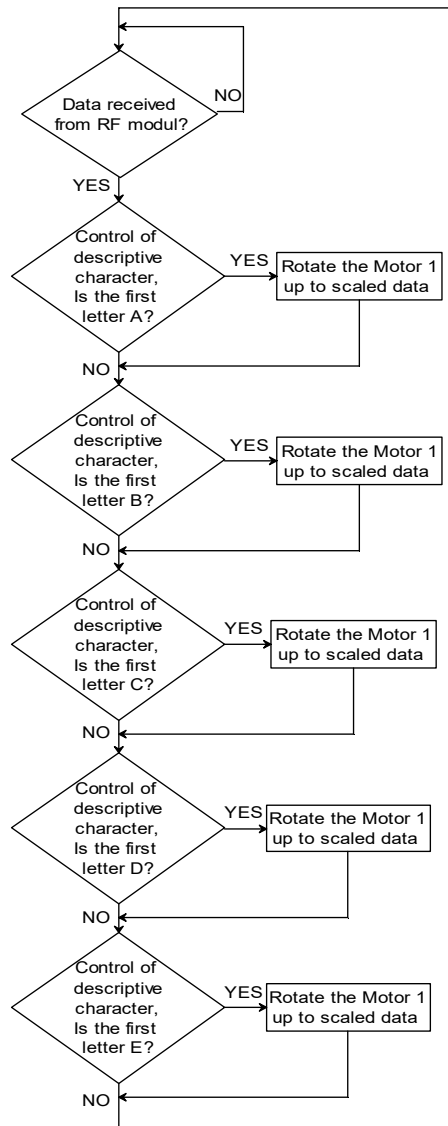 Data received
from RF modul?
NO
YES
Control of
descriptive
character,
Is the first
letter A?
YES
Rotate the Motor 1
up to scaled data
NO
Control of
descriptive
character,
Is the first
letter B?
YES
Rotate the Motor 1
up to scaled data
NO
Control of
descriptive
character,
Is the first
letter C?
YES
Rotate the Motor 1
up to scaled data
NO
Control of
descriptive
character,
Is the first
letter D?
YES
Rotate the Motor 1
up to scaled data
NO
Control of
descriptive
character,
Is the first
letter E?
YES
Rotate the Motor 1
up to scaled data
NO